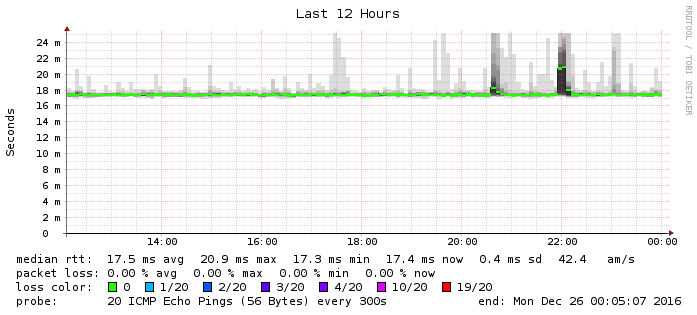 Last 12 Hours
RRDTOOL / TOBI OETIKER
Seconds
24 m
22 m
20 m
18 m
16 m
14 m
12 m
10 m
8 m
6 m
4 m
2 m
0
14:00 16:00 18:00 20:00 22:00 00:00
median rtt: 17.5 ms avg 20.9 ms max 17.3 ms min 17.4 ms now 0.4 ms sd 42.4 am/s
packet loss: 0.00 % avg 0.00 % max 0.00 % min 0.00 % now
loss color: 0 1/20 2/20 3/20 4/20 10/20 19/20
probe: 20 ICMP Echo Pings (56 Bytes) every 300s end: Mon Dec 26 00:05:07 2016